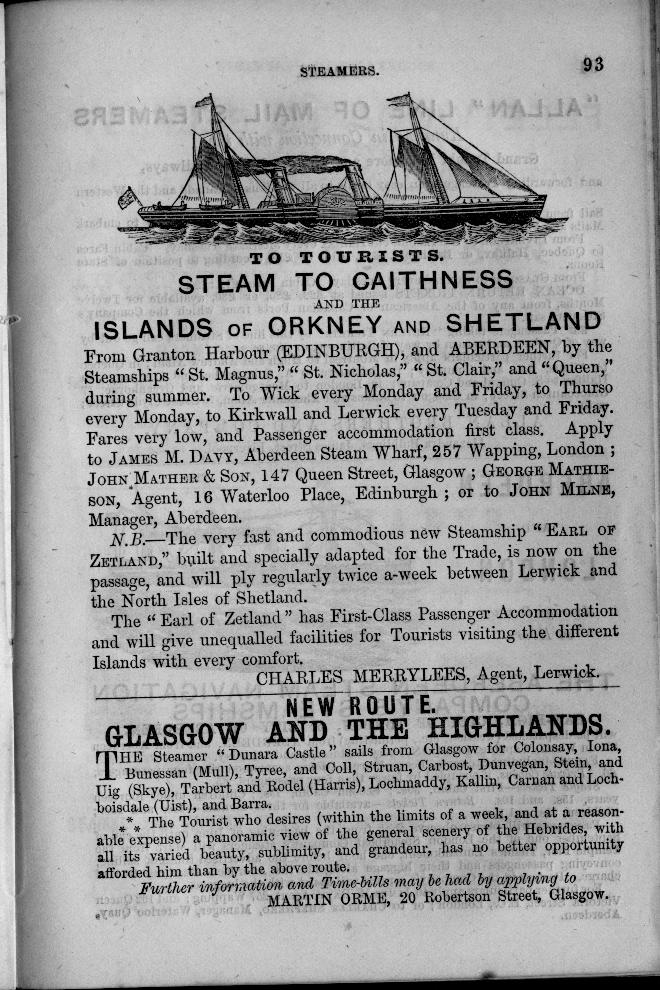 STEAMERS.
93
TO TOURISTS.
STEAM TO CAITHNESS
AND THE
ISLANDS OF ORKNEY AND SHETLAND
From Granton Harbour (EDINBURGH), and ABERDEEN, by the
Steamships "St. Magnus," "St. Nicholas," "St. Clair," and "Queen,"
during summer. To Wick every Monday and Friday, to Thurso
every Monday, to Kirkwall and Lerwick every Tuesday and Friday.
Fares very low, and Passenger accommodation first class. Apply
to JAMES M. DAVY, Aberdeen Steam Wharf, 257 Wapping, London ;
JOHN MATHER & SON, 147 Queen Street, Glasgow ; GEORGE MATHIE-
SON, Agent, 16 Waterloo Place, Edinburgh ; or to JOHN MILNE,
Manager, Aberdeen.
N.B.—The very fast and commodious new Steamship "EARL OF
ZETLAND," built and specially adapted for the Trade, is now on the
passage, and will ply regularly twice a-week between Lerwick and
the North Isles of Shetland.
The "Earl of Zetland" has First-Class Passenger Accommodation
and will give unequalled facilities for Tourists visiting the different
Islands with every comfort.
CHARLES MERRYLEES, Agent, Lerwick.
NEW ROUTE.
GLASGOW AND THE HIGHLANDS.
THE Steamer "Dunara Castle" sails from Glasgow for Colonsay, Iona,
Bunessan (Mull), Tyree, and Coll, Struan, Carbost, Dunvegan, Stein, and
Uig (Skye), Tarbert and Rodel (Harris), Lochmaddy, Kallin, Carnan and Loch-
boisdale (Uist), and Barra.
*** The Tourist who desires (within the limits of a week, and at a reason-
able expense) a panoramic view of the general scenery of the Hebrides, with
all its varied beauty, sublimity, and grandeur, has no better opportunity
afforded him than by the above route.
Further information and Time-bills may be had by applying to
MARTIN ORME, 20 Robertson Street, Glasgow.